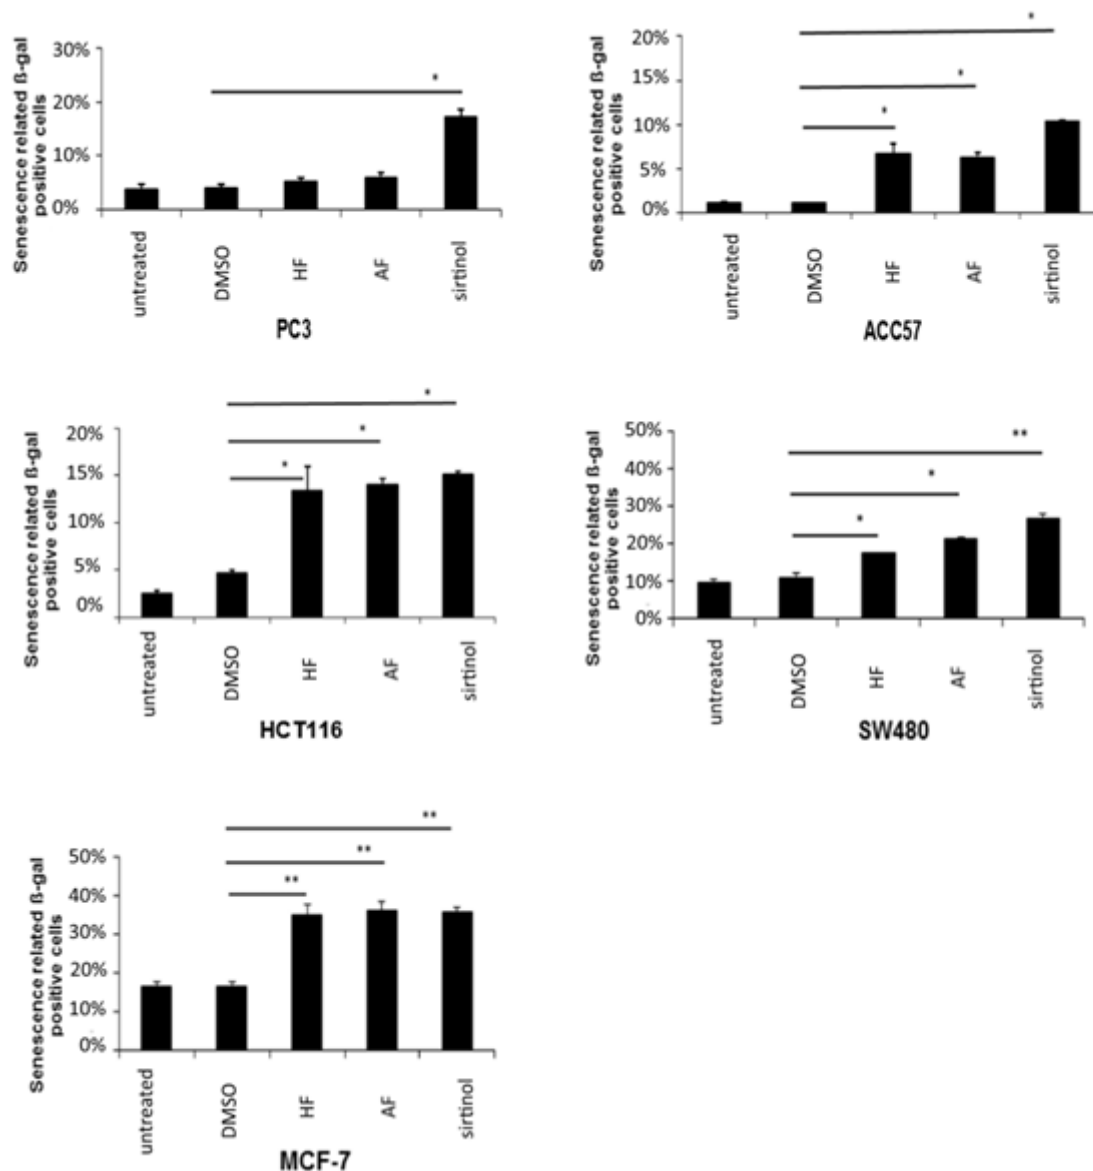 Senescence related ß-gal
positive cells
30%
20%
10%
0%
*
untreated
DMSO
HF
AF
sirtinol
PC3
Senescence related ß-gal
positive cells
20%
15%
10%
5%
0%
*
*
*
untreated
DMSO
HF
AF
sirtinol
ACC57
Senescence related ß-gal
positive cells
20%
15%
10%
5%
0%
*
*
*
untreated
DMSO
HF
AF
sirtinol
HCT116
Senescence related ß-gal
positive cells
50%
40%
30%
20%
10%
0%
*
*
**
untreated
DMSO
HF
AF
sirtinol
SW480
Senescence related ß-gal
positive cells
50%
40%
30%
20%
10%
0%
**
**
**
untreated
DMSO
HF
AF
sirtinol
MCF-7